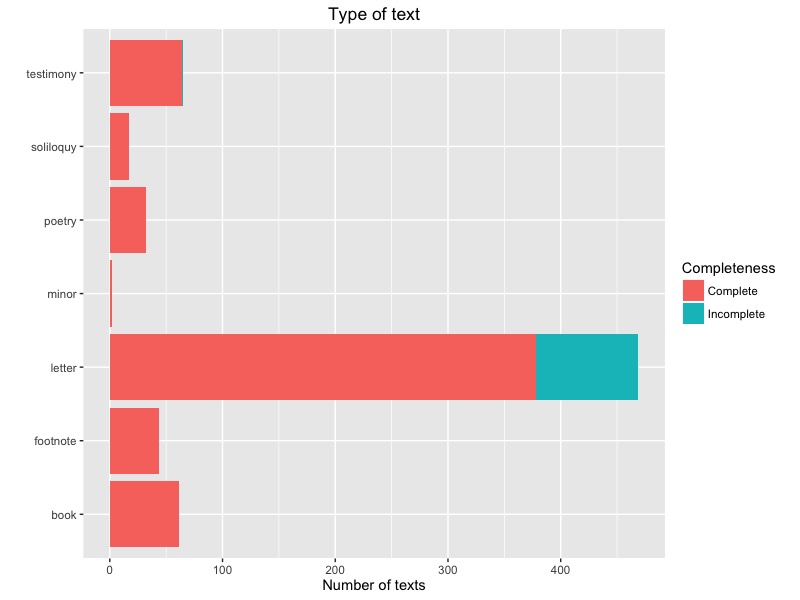 Type of text
testimony
soliloquy
poetry
minor
letter
footnote
book
0 100 200 300 400
Number of texts
Completeness
Complete
Incomplete